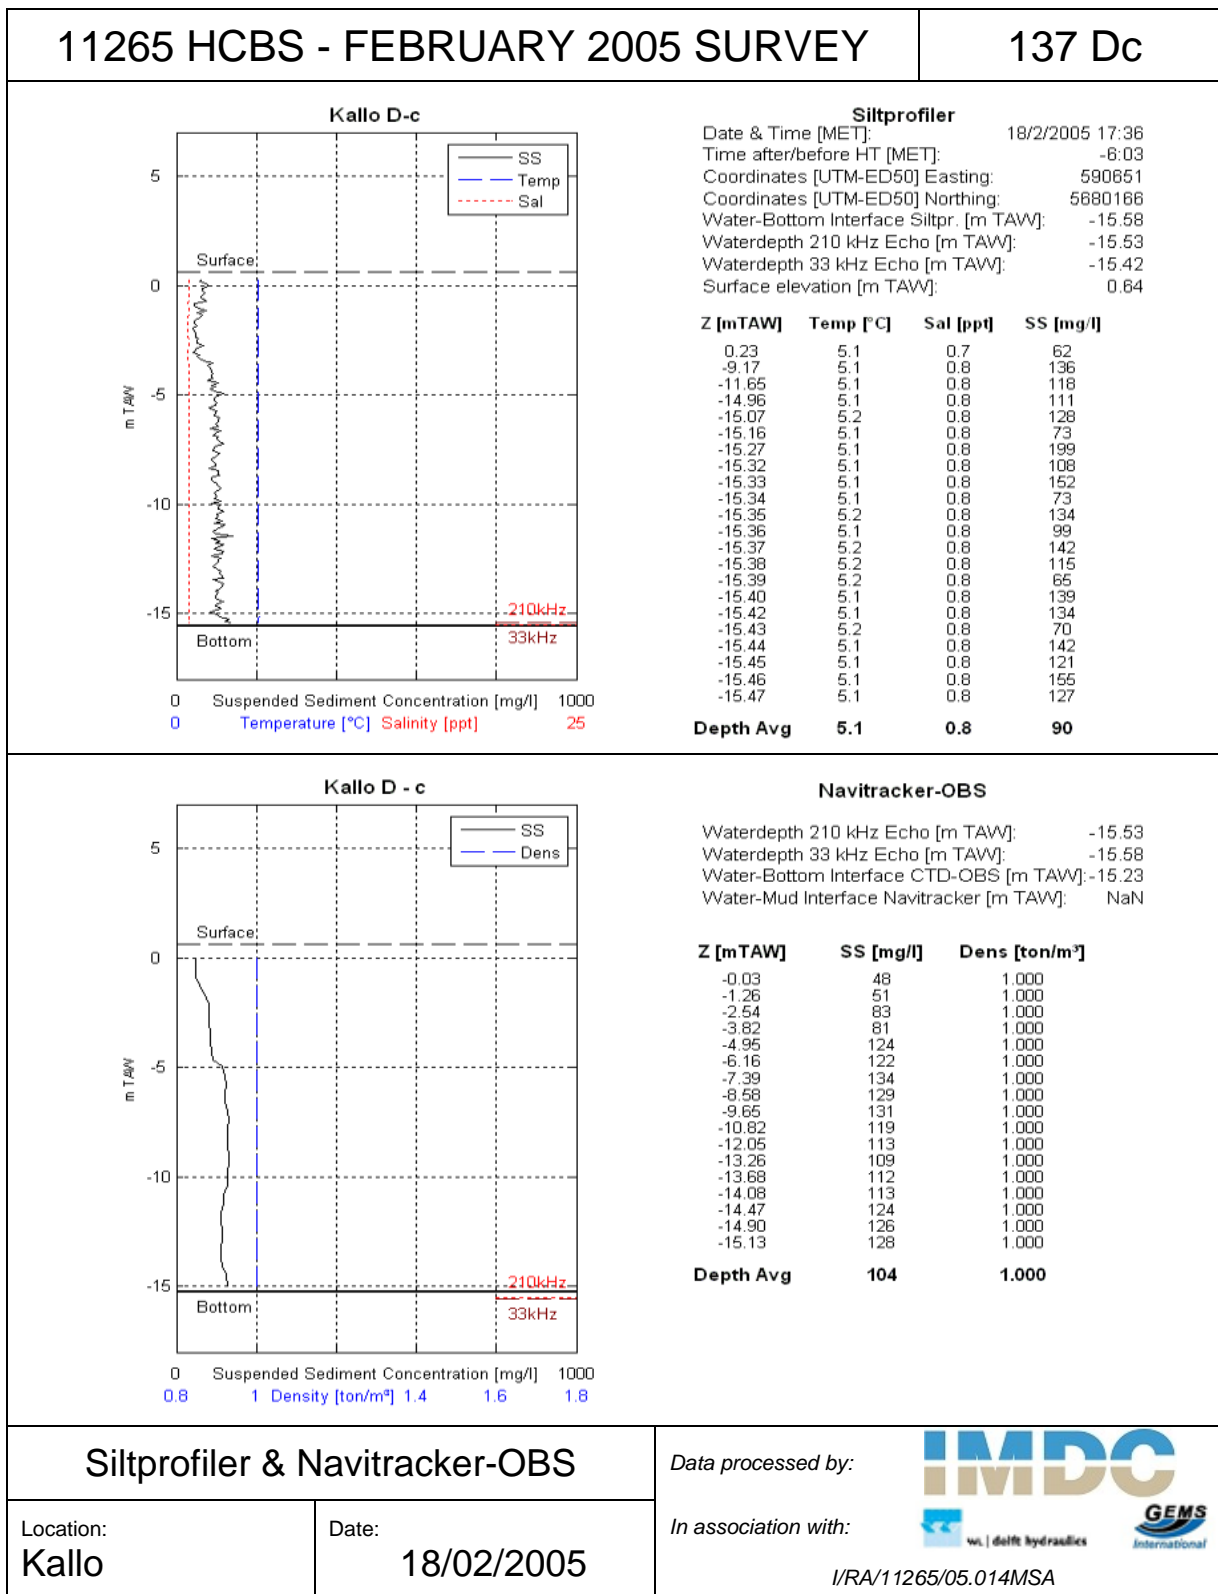 11265 HCBS - FEBRUARY 2005 SURVEY
137 Dc
Kallo D-c
SS
Temp
Sal
Surface
5
0
-5
-10
-15
m TAW
210kHz
33kHz
Bottom
0 Suspended Sediment Concentration [mg/l] 1000
0 Temperature [°C] Salinity [ppt] 25
Siltprofiler
Date & Time [MET]: 18/2/2005 17:36
Time after/before HT [MET]: -6:03
Coordinates [UTM-ED50] Easting: 590651
Coordinates [UTM-ED50] Northing: 5680166
Water-Bottom Interface Siltpr. [m TAW]: -15.58
Waterdepth 210 kHz Echo [m TAW]: -15.53
Waterdepth 33 kHz Echo [m TAW]: -15.42
Surface elevation [m TAW]: 0.64
Z [mTAW] Temp [°C] Sal [ppt] SS [mg/l]
0.23 5.1 0.7 62
-9.17 5.1 0.8 136
-11.65 5.1 0.8 118
-14.96 5.1 0.8 111
-15.07 5.2 0.8 128
-15.16 5.1 0.8 73
-15.27 5.1 0.8 199
-15.32 5.1 0.8 108
-15.33 5.1 0.8 152
-15.34 5.1 0.8 73
-15.35 5.2 0.8 134
-15.36 5.1 0.8 99
-15.37 5.2 0.8 142
-15.38 5.2 0.8 115
-15.39 5.2 0.8 65
-15.40 5.1 0.8 139
-15.42 5.1 0.8 134
-15.43 5.2 0.8 70
-15.44 5.1 0.8 142
-15.45 5.1 0.8 121
-15.46 5.1 0.8 155
-15.47 5.1 0.8 127
Depth Avg 5.1 0.8 90
Kallo D - c
SS
Dens
Surface
5
0
-5
-10
-15
m TAW
210kHz
33kHz
Bottom
0 Suspended Sediment Concentration [mg/l] 1000
0.8 1 Density [ton/m³] 1.4 1.6 1.8
Navitracker-OBS
Waterdepth 210 kHz Echo [m TAW]: -15.53
Waterdepth 33 kHz Echo [m TAW]: -15.58
Water-Bottom Interface CTD-OBS [m TAW]:-15.23
Water-Mud Interface Navitracker [m TAW]: NaN
Z [mTAW] SS [mg/l] Dens [ton/m³]
-0.03 48 1.000
-1.26 51 1.000
-2.54 83 1.000
-3.82 81 1.000
-4.95 124 1.000
-6.16 122 1.000
-7.39 134 1.000
-8.58 129 1.000
-9.65 131 1.000
-10.82 119 1.000
-12.05 113 1.000
-13.26 109 1.000
-13.68 112 1.000
-14.08 113 1.000
-14.47 124 1.000
-14.90 126 1.000
-15.13 128 1.000
Depth Avg 104 1.000
Siltprofiler & Navitracker-OBS
Location:
Kallo
Date:
18/02/2005
Data processed by:
IMDC
In association with:
wL | delft hydraulics
GEMS
International
I/RA/11265/05.014MSA